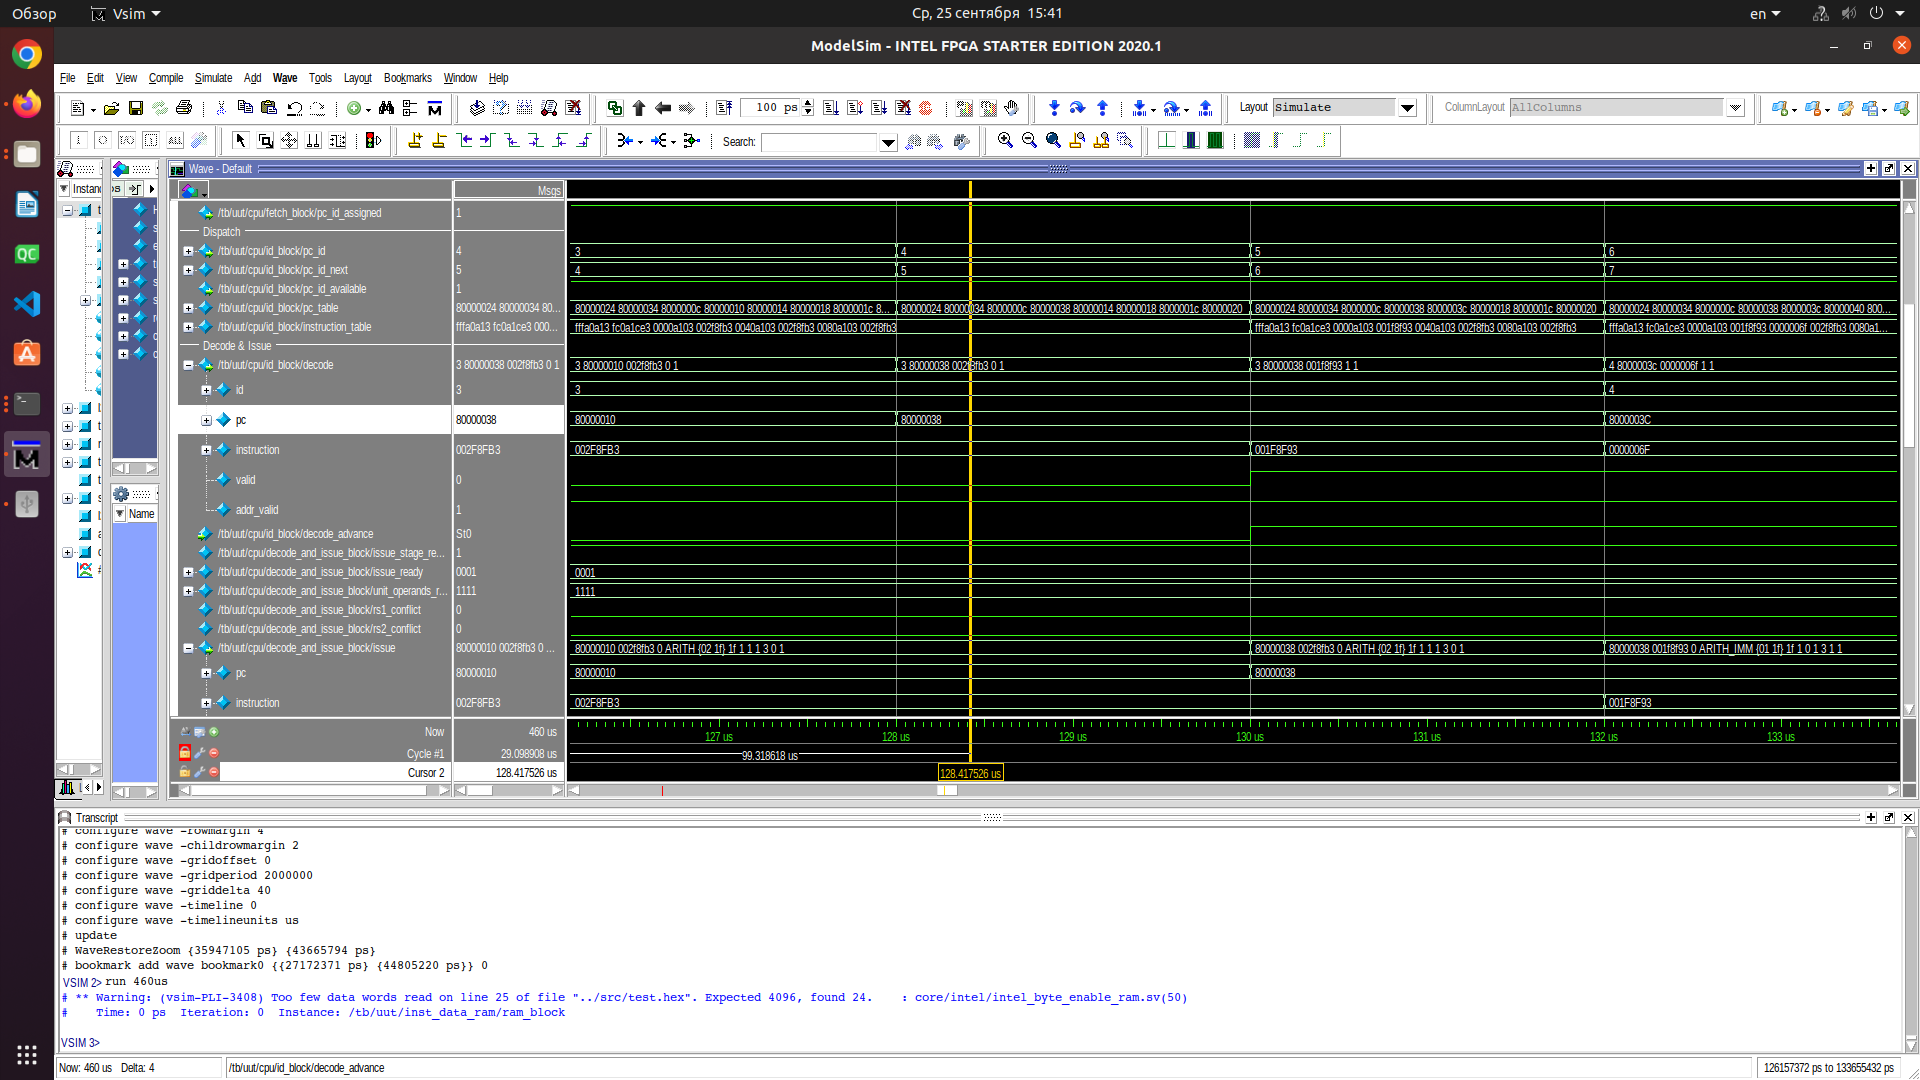 Обзор Vsim Ср, 25 сентября 15:41 en
ModelSim - INTEL FPGA STARTER EDITION 2020.1
File Edit View Compile Simulate Add Wave Tools Layout Bookmarks Window Help
100 ps Layout Simulate ColumnLayout AllColumns
Search:
Wave - Default
Instanc
Msgs
/tb/uut/cpu/fetch_block/pc_id_assigned 1
Dispatch
/tb/uut/cpu/id_block/pc_id 4 3 4 5 6
/tb/uut/cpu/id_block/pc_id_next 5 4 5 6 7
/tb/uut/cpu/id_block/pc_id_available 1
/tb/uut/cpu/id_block/pc_table 80000024 80000034 80... 80000024 80000034 8000000c 80000010 80000014 80000018 8000001c 8... 80000024 80000034 8000000c 80000038 80000014 80000018 8000001c 80000020 80000024 80000034 8000000c 80000038 8000003c 80000018 8000001c 80000020 80000024 80000034 8000000c 80000038 8000003c 80000040 800...
/tb/uut/cpu/id_block/instruction_table fffa0a13 fc0a1ce3 000... fffa0a13 fc0a1ce3 0000a103 002f8fb3 0040a103 002f8fb3 0080a103 002f8fb3 fffa0a13 fc0a1ce3 0000a103 001f8f93 0040a103 002f8fb3 0080a103 002f8fb3 fffa0a13 fc0a1ce3 0000a103 001f8f93 0000006f 002f8fb3 0080a1...
Decode & Issue
/tb/uut/cpu/id_block/decode 3 80000038 002f8fb3 0 1 3 80000010 002f8fb3 0 1 3 80000038 002f8fb3 0 1 3 80000038 001f8f93 1 1 4 8000003c 0000006f 1 1
id 3 3 4
pc 80000038 80000010 80000038 8000003C
instruction 002F8FB3 002F8FB3 001F8F93 0000006F
valid 0
addr_valid 1
/tb/uut/cpu/id_block/decode_advance St0
/tb/uut/cpu/decode_and_issue_block/issue_stage_re... 1
/tb/uut/cpu/decode_and_issue_block/issue_ready 0001 0001
/tb/uut/cpu/decode_and_issue_block/unit_operands_r... 1111 1111
/tb/uut/cpu/decode_and_issue_block/rs1_conflict 0
/tb/uut/cpu/decode_and_issue_block/rs2_conflict 0
/tb/uut/cpu/decode_and_issue_block/issue 80000010 002f8fb3 0 ... 80000010 002f8fb3 0 ARITH {02 1f} 1f 1 1 1 3 0 1 80000038 002f8fb3 0 ARITH {02 1f} 1f 1 1 1 3 0 1 80000038 001f8f93 0 ARITH_IMM {01 1f} 1f 1 0 1 3 1 1
pc 80000010 80000010 80000038
instruction 002F8FB3 002F8FB3 001F8F93
Name
Now 460 us 127 us 128 us 129 us 130 us 131 us 132 us 133 us
Cycle #1 29.098908 us 99.318618 us
Cursor 2 128.417526 us 128.417526 us
Transcript
# configure wave -rowmargin 4
# configure wave -childrowmargin 2
# configure wave -gridoffset 0
# configure wave -gridperiod 2000000
# configure wave -griddelta 40
# configure wave -timeline 0
# configure wave -timelineunits us
# update
# WaveRestoreZoom {35947105 ps} {43665794 ps}
# bookmark add wave bookmark0 {{27172371 ps} {44805220 ps}} 0
VSIM 2> run 460us
# ** Warning: (vsim-PLI-3408) Too few data words read on line 25 of file "../src/test.hex". Expected 4096, found 24. : core/intel/intel_byte_enable_ram.sv(50)
# Time: 0 ps Iteration: 0 Instance: /tb/uut/inst_data_ram/ram_block
VSIM 3>
Now: 460 us Delta: 4 /tb/uut/cpu/id_block/decode_advance 126157372 ps to 133655432 ps